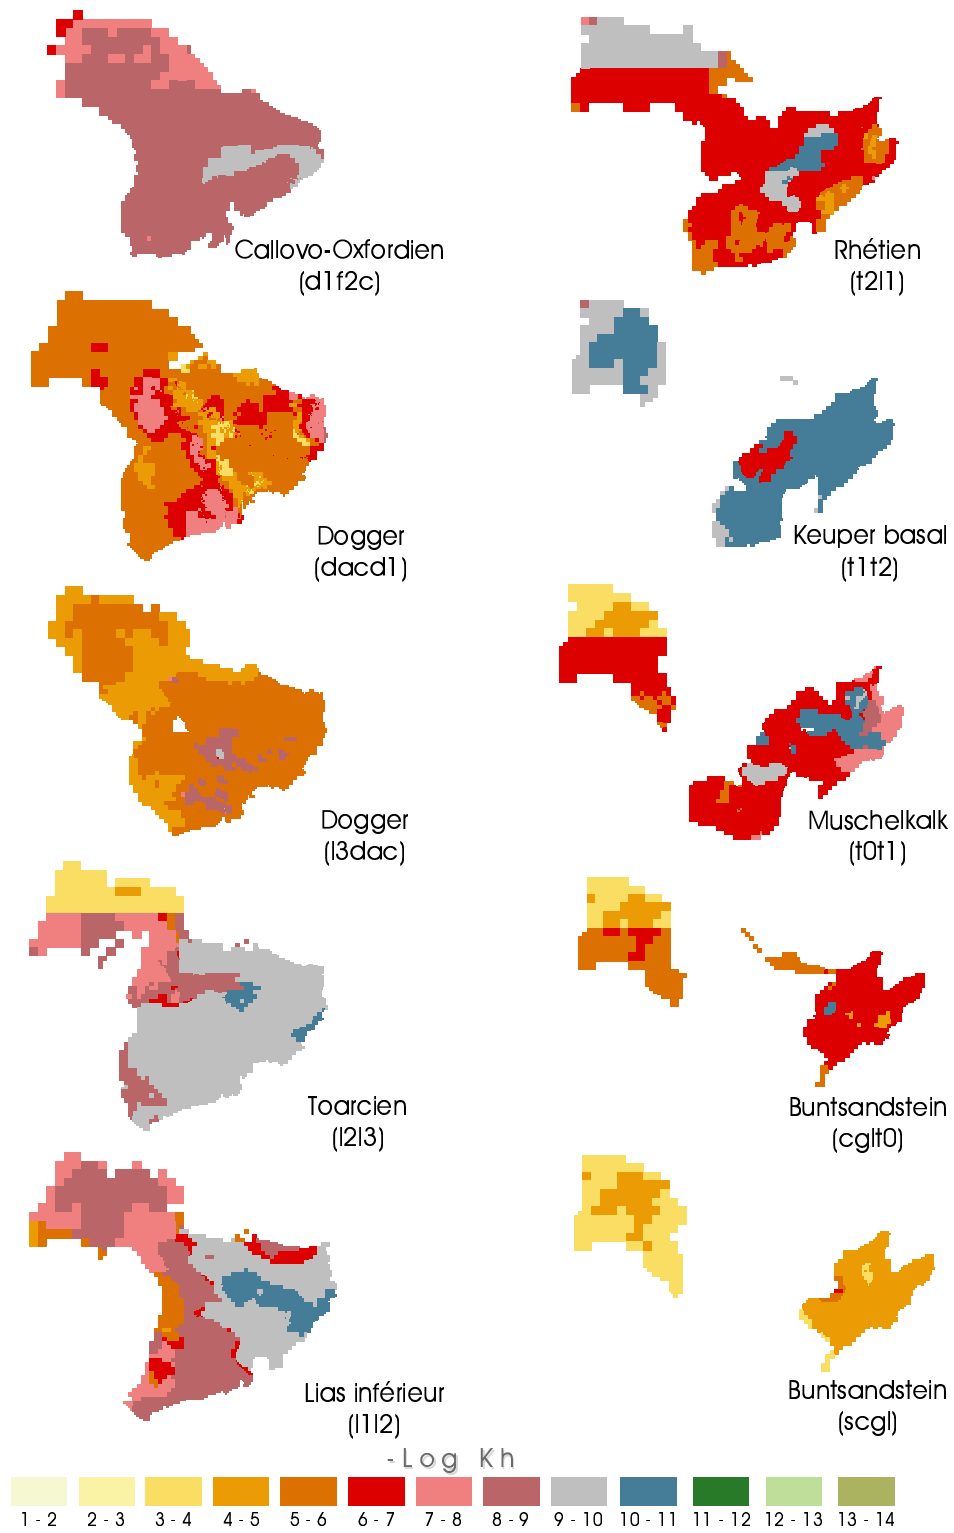 Callovo-Oxfordien
(d1f2c)
Rhétien
(t2l1)
Dogger
(dacd1)
Keuper basal
(t1t2)
Dogger
(l3dac)
Muschelkalk
(t0t1)
Toarcien
(l2l3)
Buntsandstein
(cglt0)
Lias inférieur
(l1l2)
Buntsandstein
(scgl)
-Log Kh
1 - 2 2 - 3 3 - 4 4 - 5 5 - 6 6 - 7 7 - 8 8 - 9 9 - 10 10 - 11 11 - 12 12 - 13 13 - 14